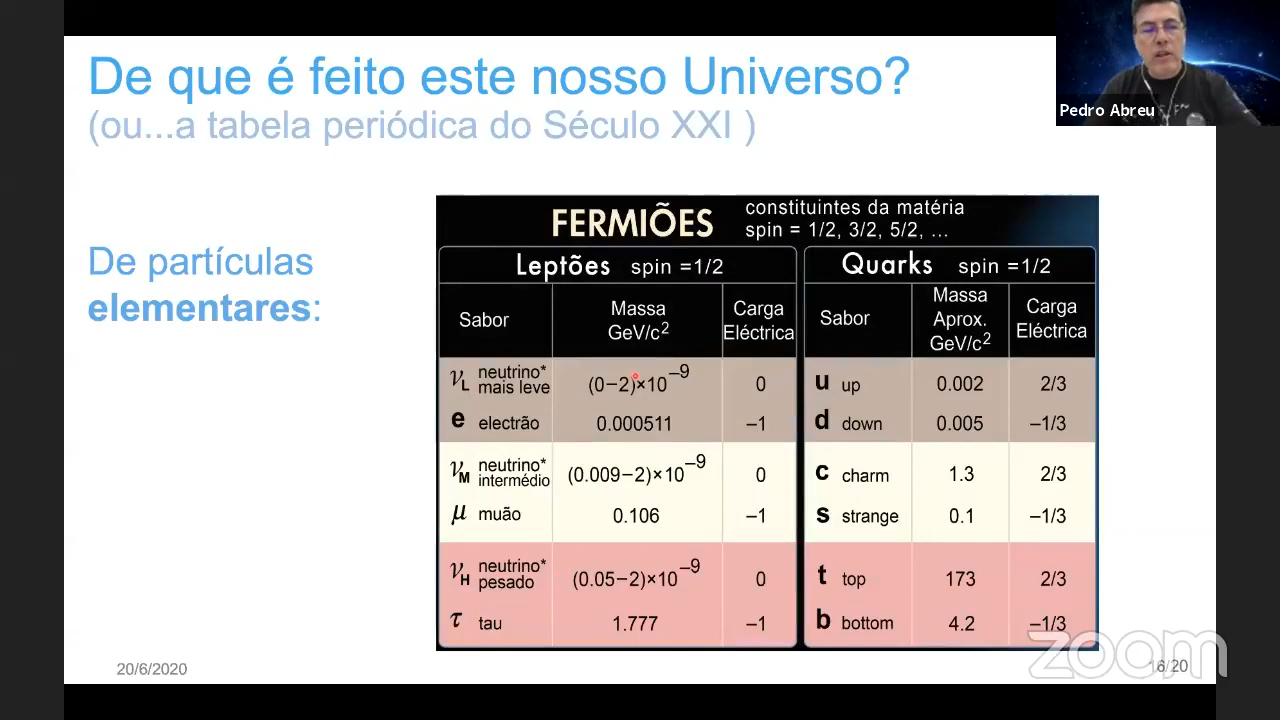 De que é feito este nosso Universo?
(ou...a tabela periódica do Século XXI )
Pedro Abreu
De partículas
elementares:
FERMIÕES
constituintes da matéria
spin = 1/2, 3/2, 5/2, ...
Leptões spin =1/2
Quarks spin =1/2
Sabor
Massa
GeV/c²
Carga
Eléctrica
Sabor
Massa
Aprox.
GeV/c²
Carga
Eléctrica
νL neutrino* mais leve (0–2)×10⁻⁹ 0
u up 0.002 2/3
e electrão 0.000511 –1
d down 0.005 –1/3
νM neutrino* intermédio (0.009–2)×10⁻⁹ 0
c charm 1.3 2/3
μ muão 0.106 –1
s strange 0.1 –1/3
νH neutrino* pesado (0.05–2)×10⁻⁹ 0
t top 173 2/3
τ tau 1.777 –1
b bottom 4.2 –1/3
20/6/2020
16/20
zoom